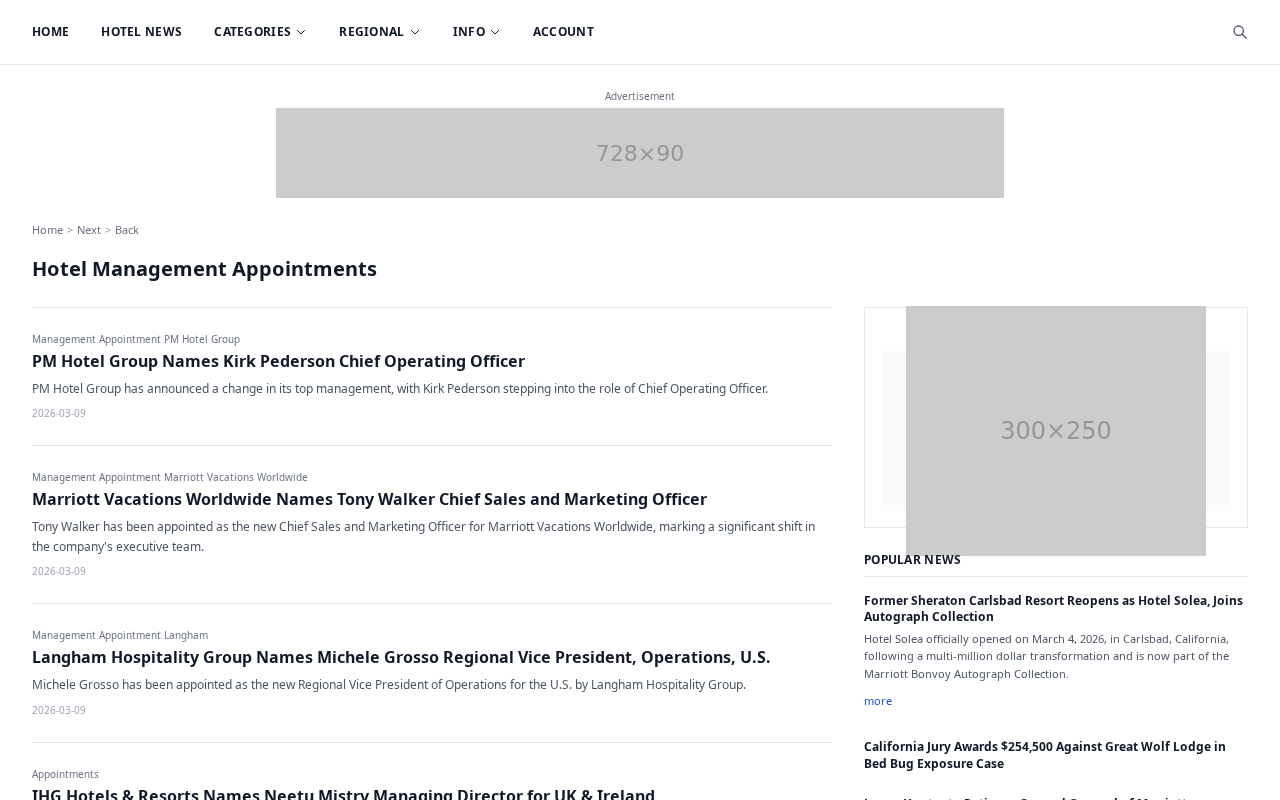 HOME HOTEL NEWS CATEGORIES REGIONAL INFO ACCOUNT
Advertisement
728×90
Home > Next > Back
Hotel Management Appointments
Management Appointment PM Hotel Group
PM Hotel Group Names Kirk Pederson Chief Operating Officer
PM Hotel Group has announced a change in its top management, with Kirk Pederson stepping into the role of Chief Operating Officer.
2026-03-09
Management Appointment Marriott Vacations Worldwide
Marriott Vacations Worldwide Names Tony Walker Chief Sales and Marketing Officer
Tony Walker has been appointed as the new Chief Sales and Marketing Officer for Marriott Vacations Worldwide, marking a significant shift in
the company's executive team.
2026-03-09
Management Appointment Langham
Langham Hospitality Group Names Michele Grosso Regional Vice President, Operations, U.S.
Michele Grosso has been appointed as the new Regional Vice President of Operations for the U.S. by Langham Hospitality Group.
2026-03-09
Appointments
IHG Hotels & Resorts Names Neetu Mistry Managing Director for UK & Ireland
300×250
POPULAR NEWS
Former Sheraton Carlsbad Resort Reopens as Hotel Solea, Joins
Autograph Collection
Hotel Solea officially opened on March 4, 2026, in Carlsbad, California,
following a multi-million dollar transformation and is now part of the
Marriott Bonvoy Autograph Collection.
more
California Jury Awards $254,500 Against Great Wolf Lodge in
Bed Bug Exposure Case